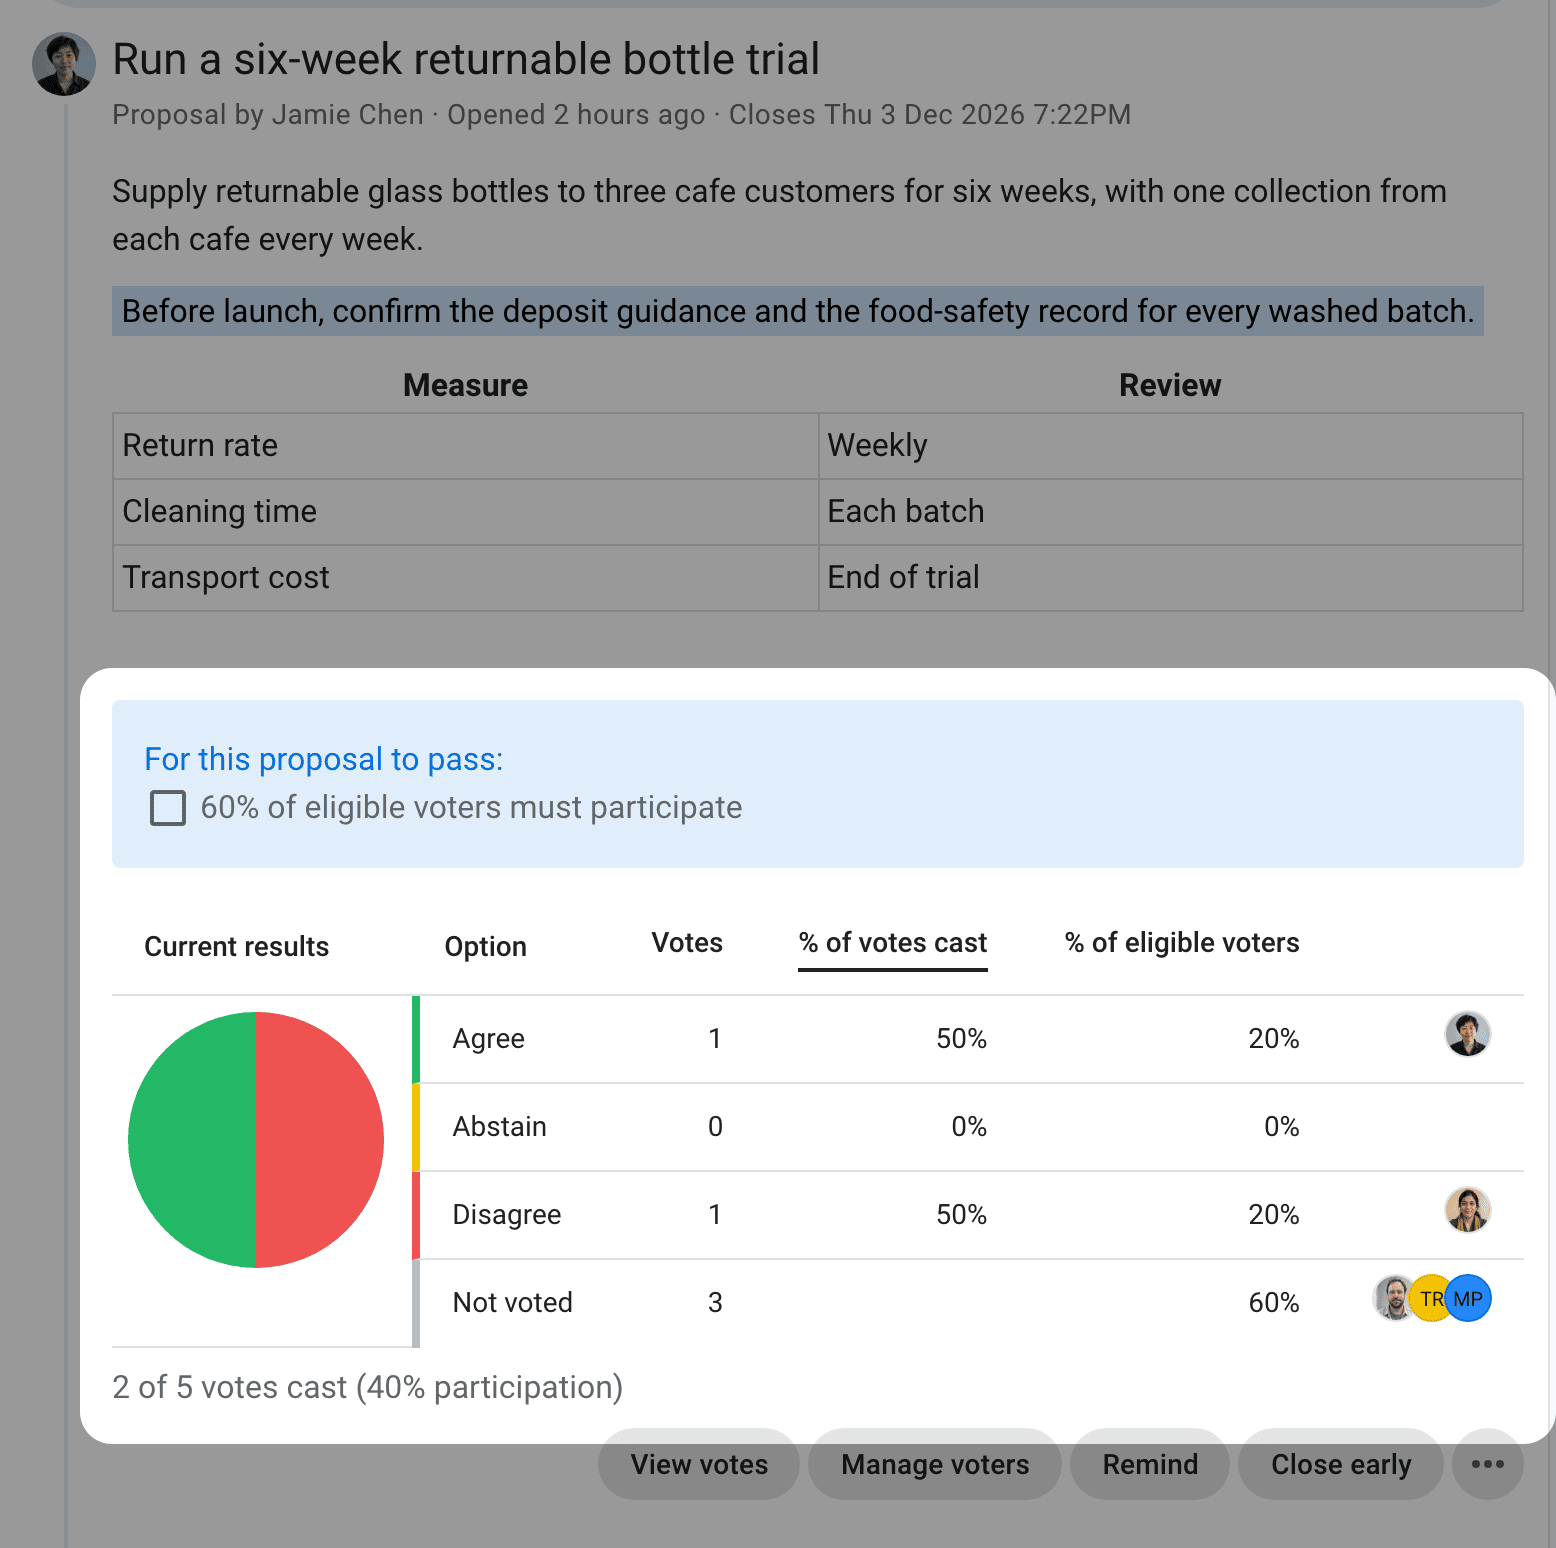 Run a six-week returnable bottle trial
Proposal by Jamie Chen · Opened 2 hours ago · Closes Thu 3 Dec 2026 7:22PM
Supply returnable glass bottles to three cafe customers for six weeks, with one collection from
each cafe every week.
Before launch, confirm the deposit guidance and the food-safety record for every washed batch.
Measure Review
Return rate Weekly
Cleaning time Each batch
Transport cost End of trial
For this proposal to pass:
60% of eligible voters must participate
Current results Option Votes % of votes cast % of eligible voters
Agree 1 50% 20%
Abstain 0 0% 0%
Disagree 1 50% 20%
Not voted 3 60% TR MP
2 of 5 votes cast (40% participation)
View votes Manage voters Remind Close early